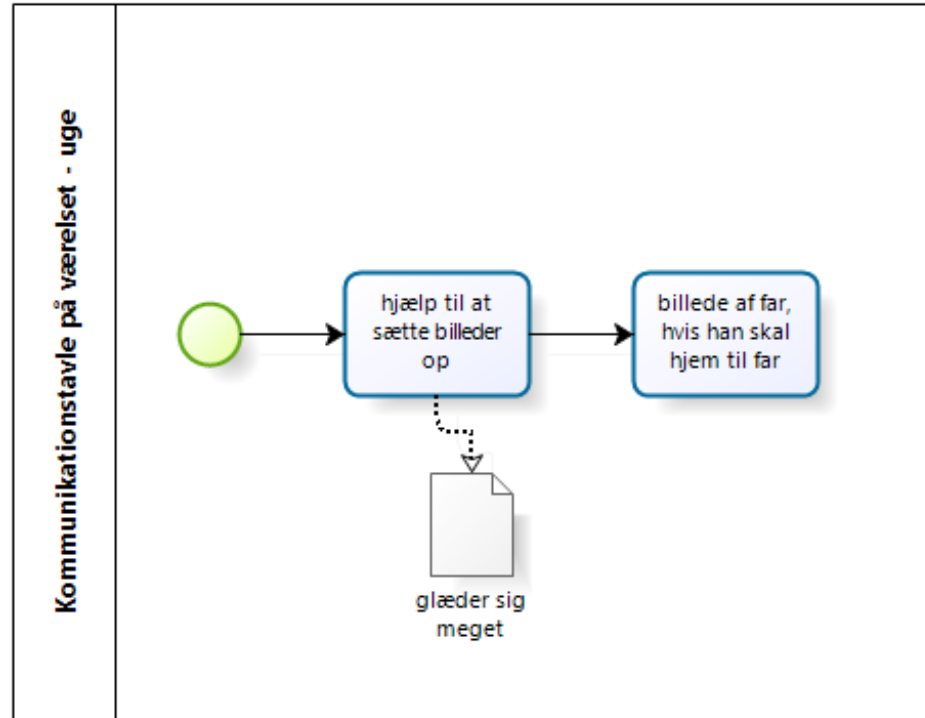 Kommunikationstavle på værelset - uge
hjælp til at
sætte billeder
op
billede af far,
hvis han skal
hjem til far
glæder sig
meget